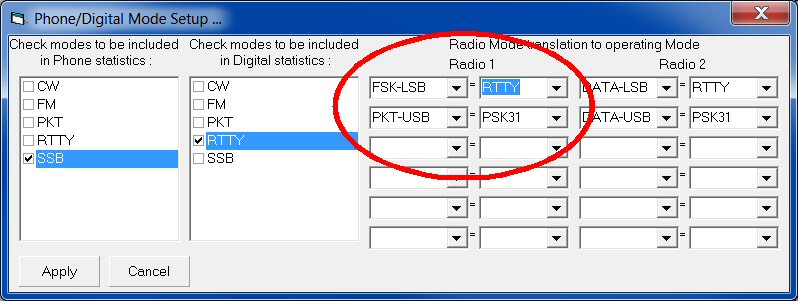 Phone/Digital Mode Setup ...
Check modes to be included
in Phone statistics :
Check modes to be included
in Digital statistics :
Radio Mode translation to operating Mode
Radio 1
Radio 2
CW
FM
PKT
RTTY
SSB
CW
FM
PKT
RTTY
SSB
FSK-LSB = RTTY
DATA-LSB = RTTY
PKT-USB = PSK31
DATA-USB = PSK31
= =
= =
= =
= =
Apply Cancel